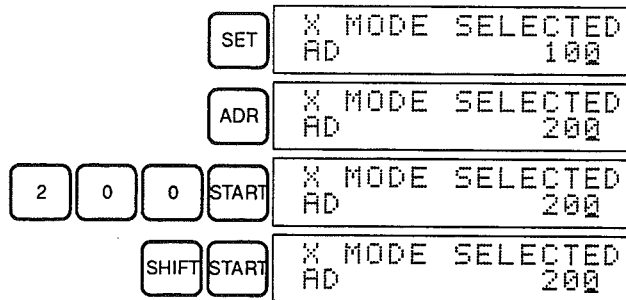 SET X MODE SELECTED
AD 100
ADR X MODE SELECTED
AD 200
2 0 0 START X MODE SELECTED
AD 200
SHIFT START X MODE SELECTED
AD 200